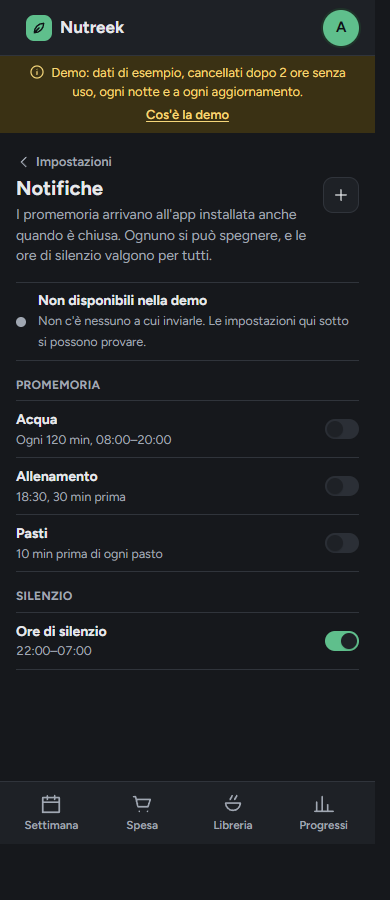 Nutreek
A
Demo: dati di esempio, cancellati dopo 2 ore senza
uso, ogni notte e a ogni aggiornamento.
Cos'è la demo
Impostazioni
Notifiche
I promemoria arrivano all'app installata anche
quando è chiusa. Ognuno si può spegnere, e le
ore di silenzio valgono per tutti.
Non disponibili nella demo
Non c'è nessuno a cui inviarle. Le impostazioni qui sotto
si possono provare.
PROMEMORIA
Acqua
Ogni 120 min, 08:00–20:00
Allenamento
18:30, 30 min prima
Pasti
10 min prima di ogni pasto
SILENZIO
Ore di silenzio
22:00–07:00
Settimana
Spesa
Libreria
Progressi